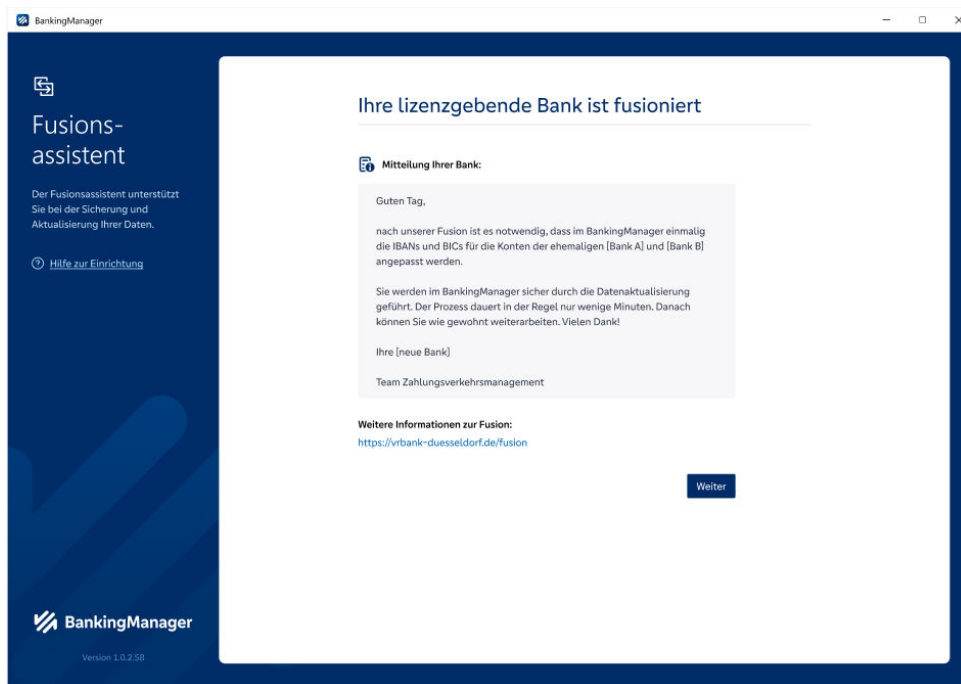 BankingManager
Fusions-
assistent
Der Fusionsassistent unterstützt
Sie bei der Sicherung und
Aktualisierung Ihrer Daten.
Hilfe zur Einrichtung
BankingManager
Version 1.0.2.58
Ihre lizenzgebende Bank ist fusioniert
Mitteilung Ihrer Bank:
Guten Tag,
nach unserer Fusion ist es notwendig, dass im BankingManager einmalig
die IBANs und BICs für die Konten der ehemaligen [Bank A] und [Bank B]
angepasst werden.
Sie werden im BankingManager sicher durch die Datenaktualisierung
geführt. Der Prozess dauert in der Regel nur wenige Minuten. Danach
können Sie wie gewohnt weiterarbeiten. Vielen Dank!
Ihre [neue Bank]
Team Zahlungsverkehrsmanagement
Weitere Informationen zur Fusion:
https://vrbank-duesseldorf.de/fusion
Weiter